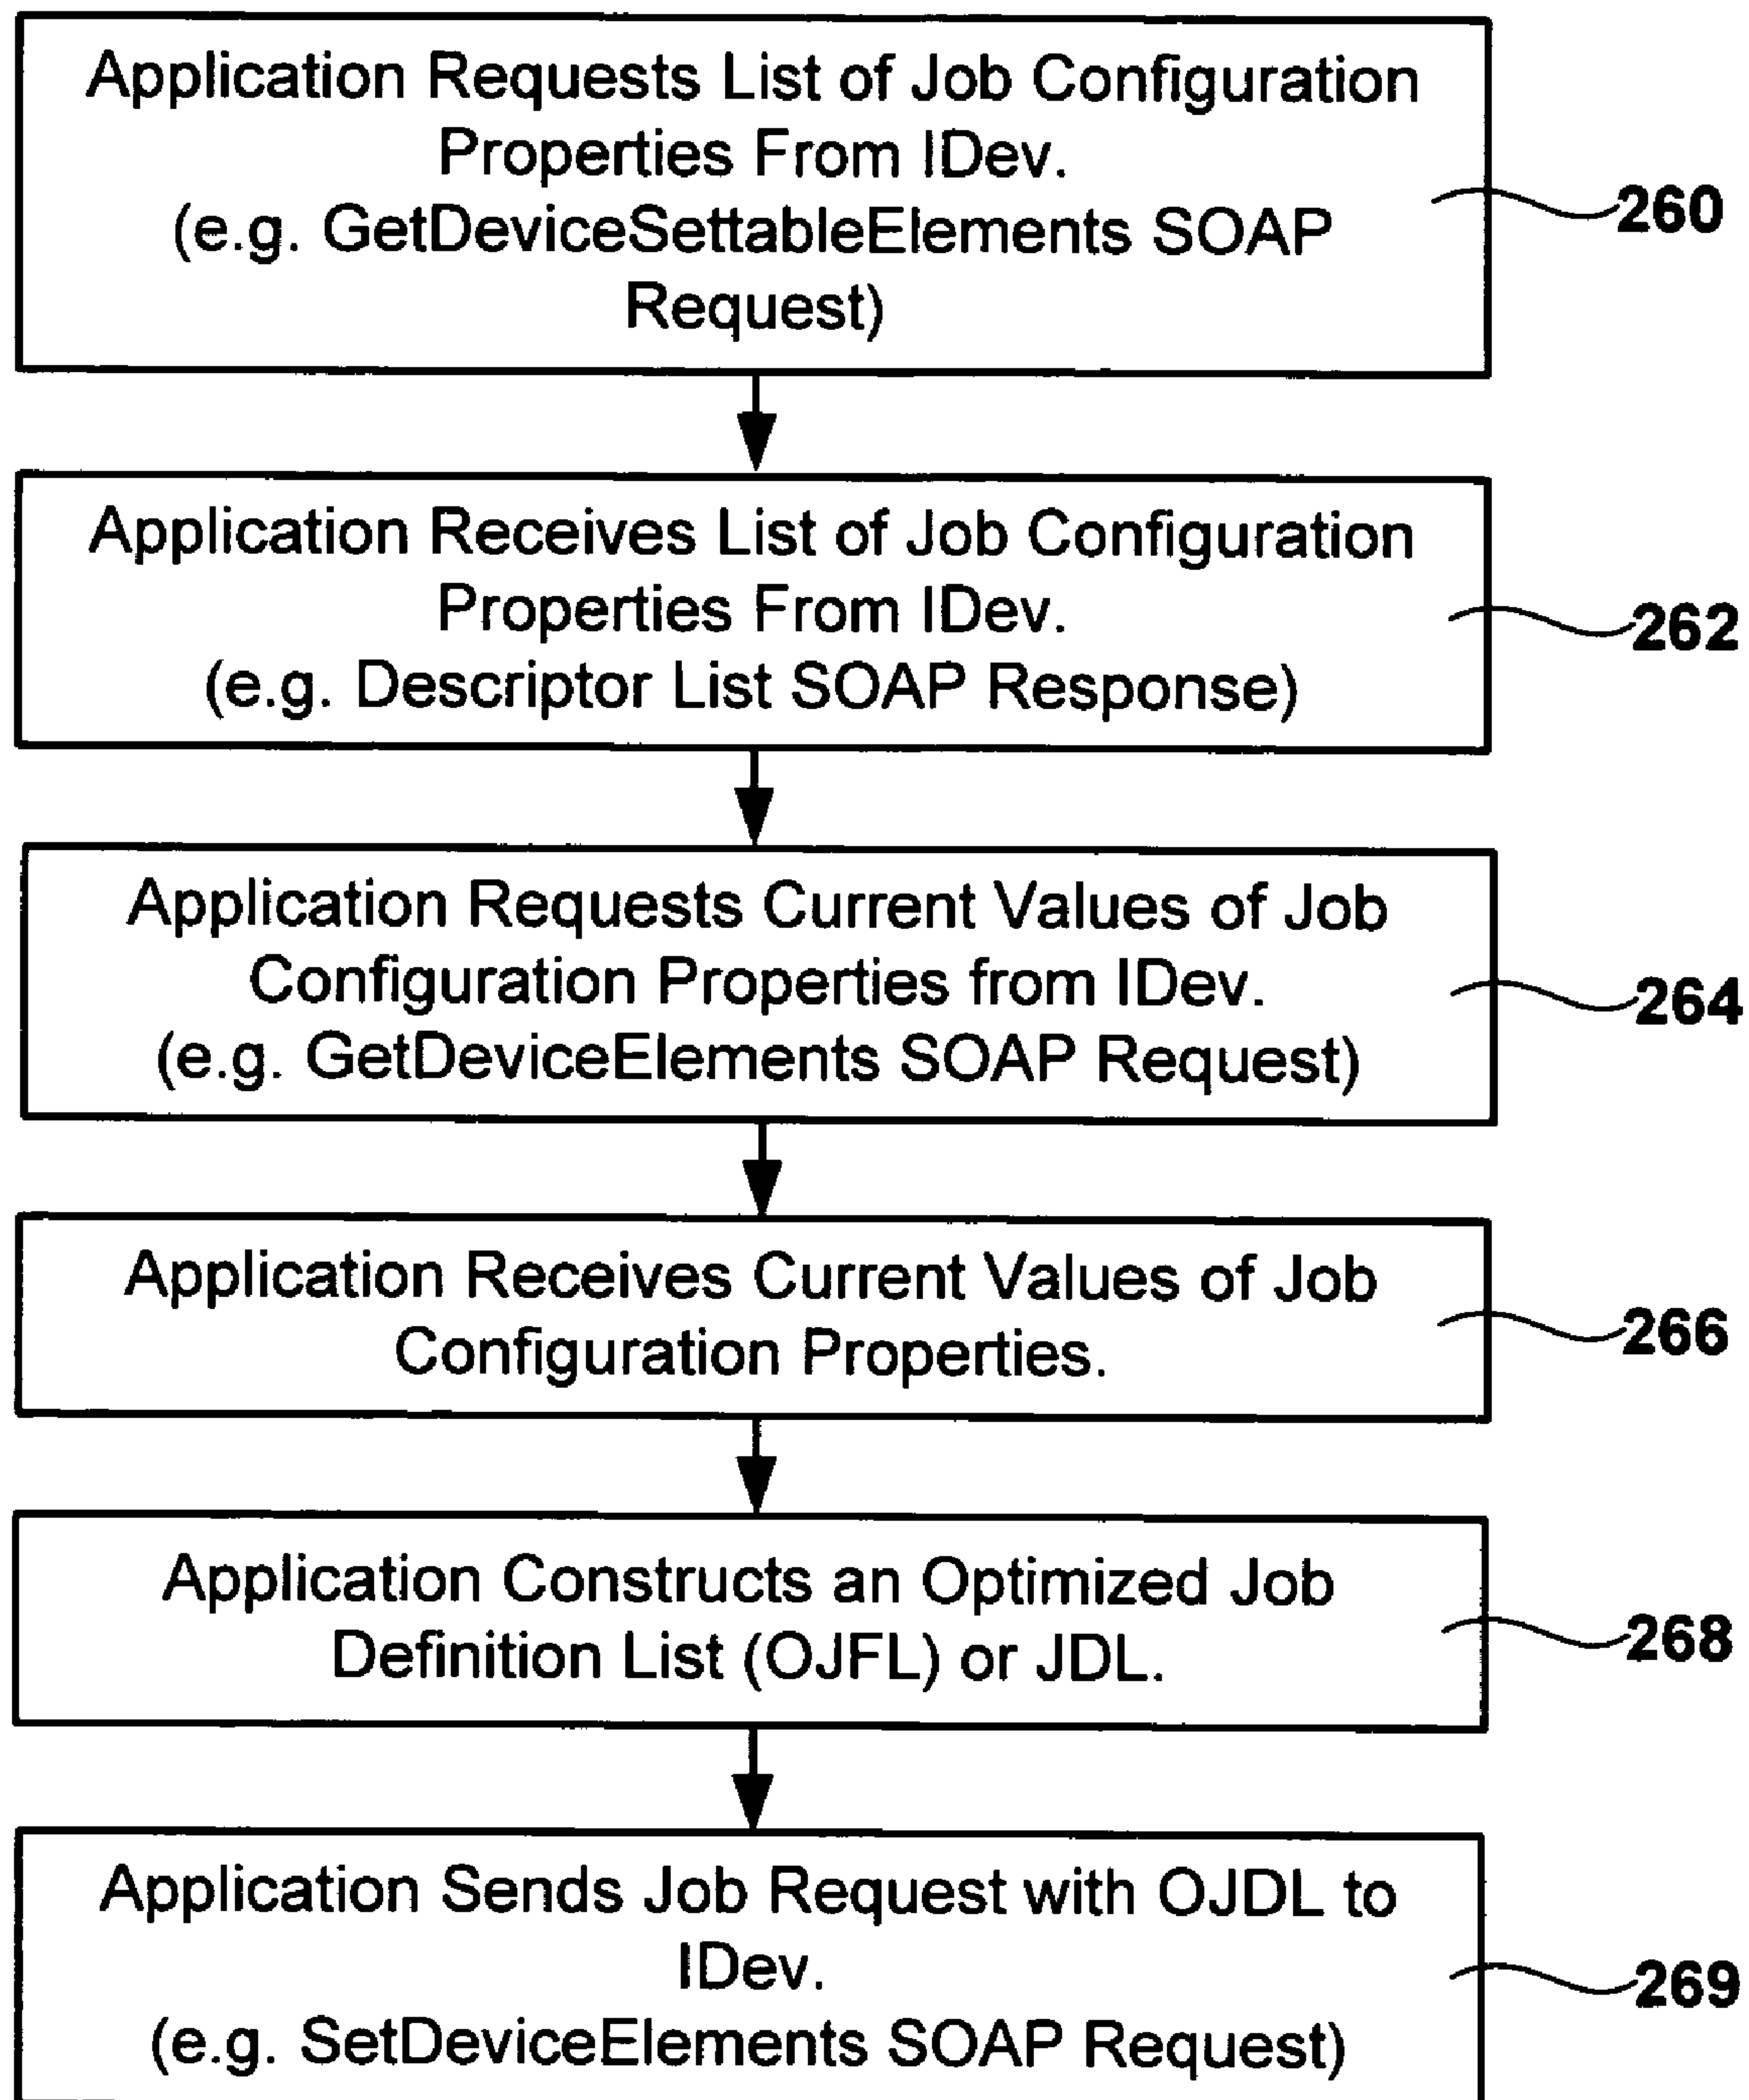 Application Requests List of Job Configuration
Properties From IDev.
(e.g. GetDeviceSettableElements SOAP
Request)
260
Application Receives List of Job Configuration
Properties From IDev.
(e.g. Descriptor List SOAP Response)
262
Application Requests Current Values of Job
Configuration Properties from IDev.
(e.g. GetDeviceElements SOAP Request)
264
Application Receives Current Values of Job
Configuration Properties.
266
Application Constructs an Optimized Job
Definition List (OJFL) or JDL.
268
Application Sends Job Request with OJDL to
IDev.
(e.g. SetDeviceElements SOAP Request)
269